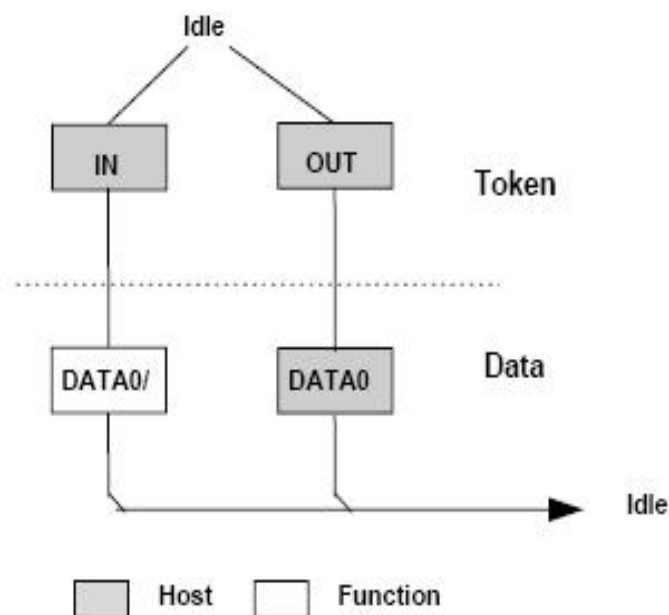 Idle
IN
OUT
Token
DATA0/
DATA0
Data
Idle
Host
Function